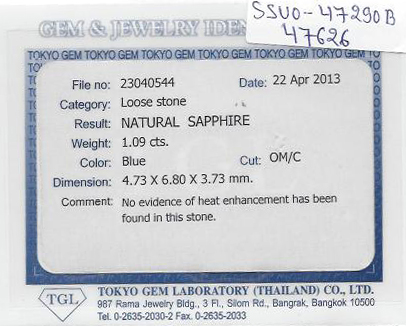 GEM & JEWELRY IDEN
SSUO-47290B
47626
TOKYO GEM TOKYO GEM TOKYO GEM TOKYO GEM TOKYO GEM TOKYO GEM TOKYO
File no: 23040544 Date: 22 Apr 2013
Category: Loose stone
Result: NATURAL SAPPHIRE
Weight: 1.09 cts.
Color: Blue Cut: OM/C
Dimension: 4.73 X 6.80 X 3.73 mm.
Comment: No evidence of heat enhancement has been
found in this stone.
TGL
TOKYO GEM LABORATORY (THAILAND) CO., LTD.
987 Rama Jewelry Bldg., 3 Fl., Silom Rd., Bangrak, Bangkok 10500
Tel. 0-2635-2030-2 Fax. 0-2635-2033